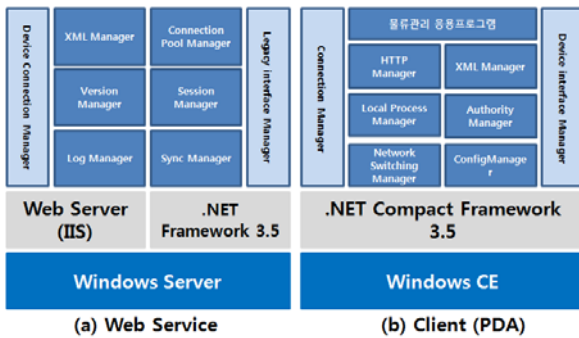 Device Connection Manager
XML Manager
Connection
Pool Manager
Version
Manager
Session
Manager
Log Manager
Sync Manager
Legacy interface Manager
Web Server
(IIS)
.NET
Framework 3.5
Windows Server
(a) Web Service
Connection Manager
물류관리 응용프로그램
HTTP
Manager
XML Manager
Local Process
Manager
Authority
Manager
Network
Switching
Manager
ConfigManage
r
Device interface Manager
.NET Compact Framework
3.5
Windows CE
(b) Client (PDA)